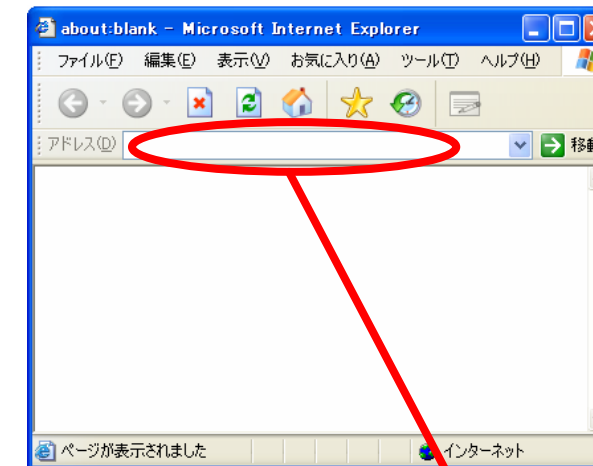 about:blank - Microsoft Internet Explorer
ファイル(F) 編集(E) 表示(V) お気に入り(A) ツール(T) ヘルプ(H)
アドレス(D) 移動
ページが表示されました インターネット